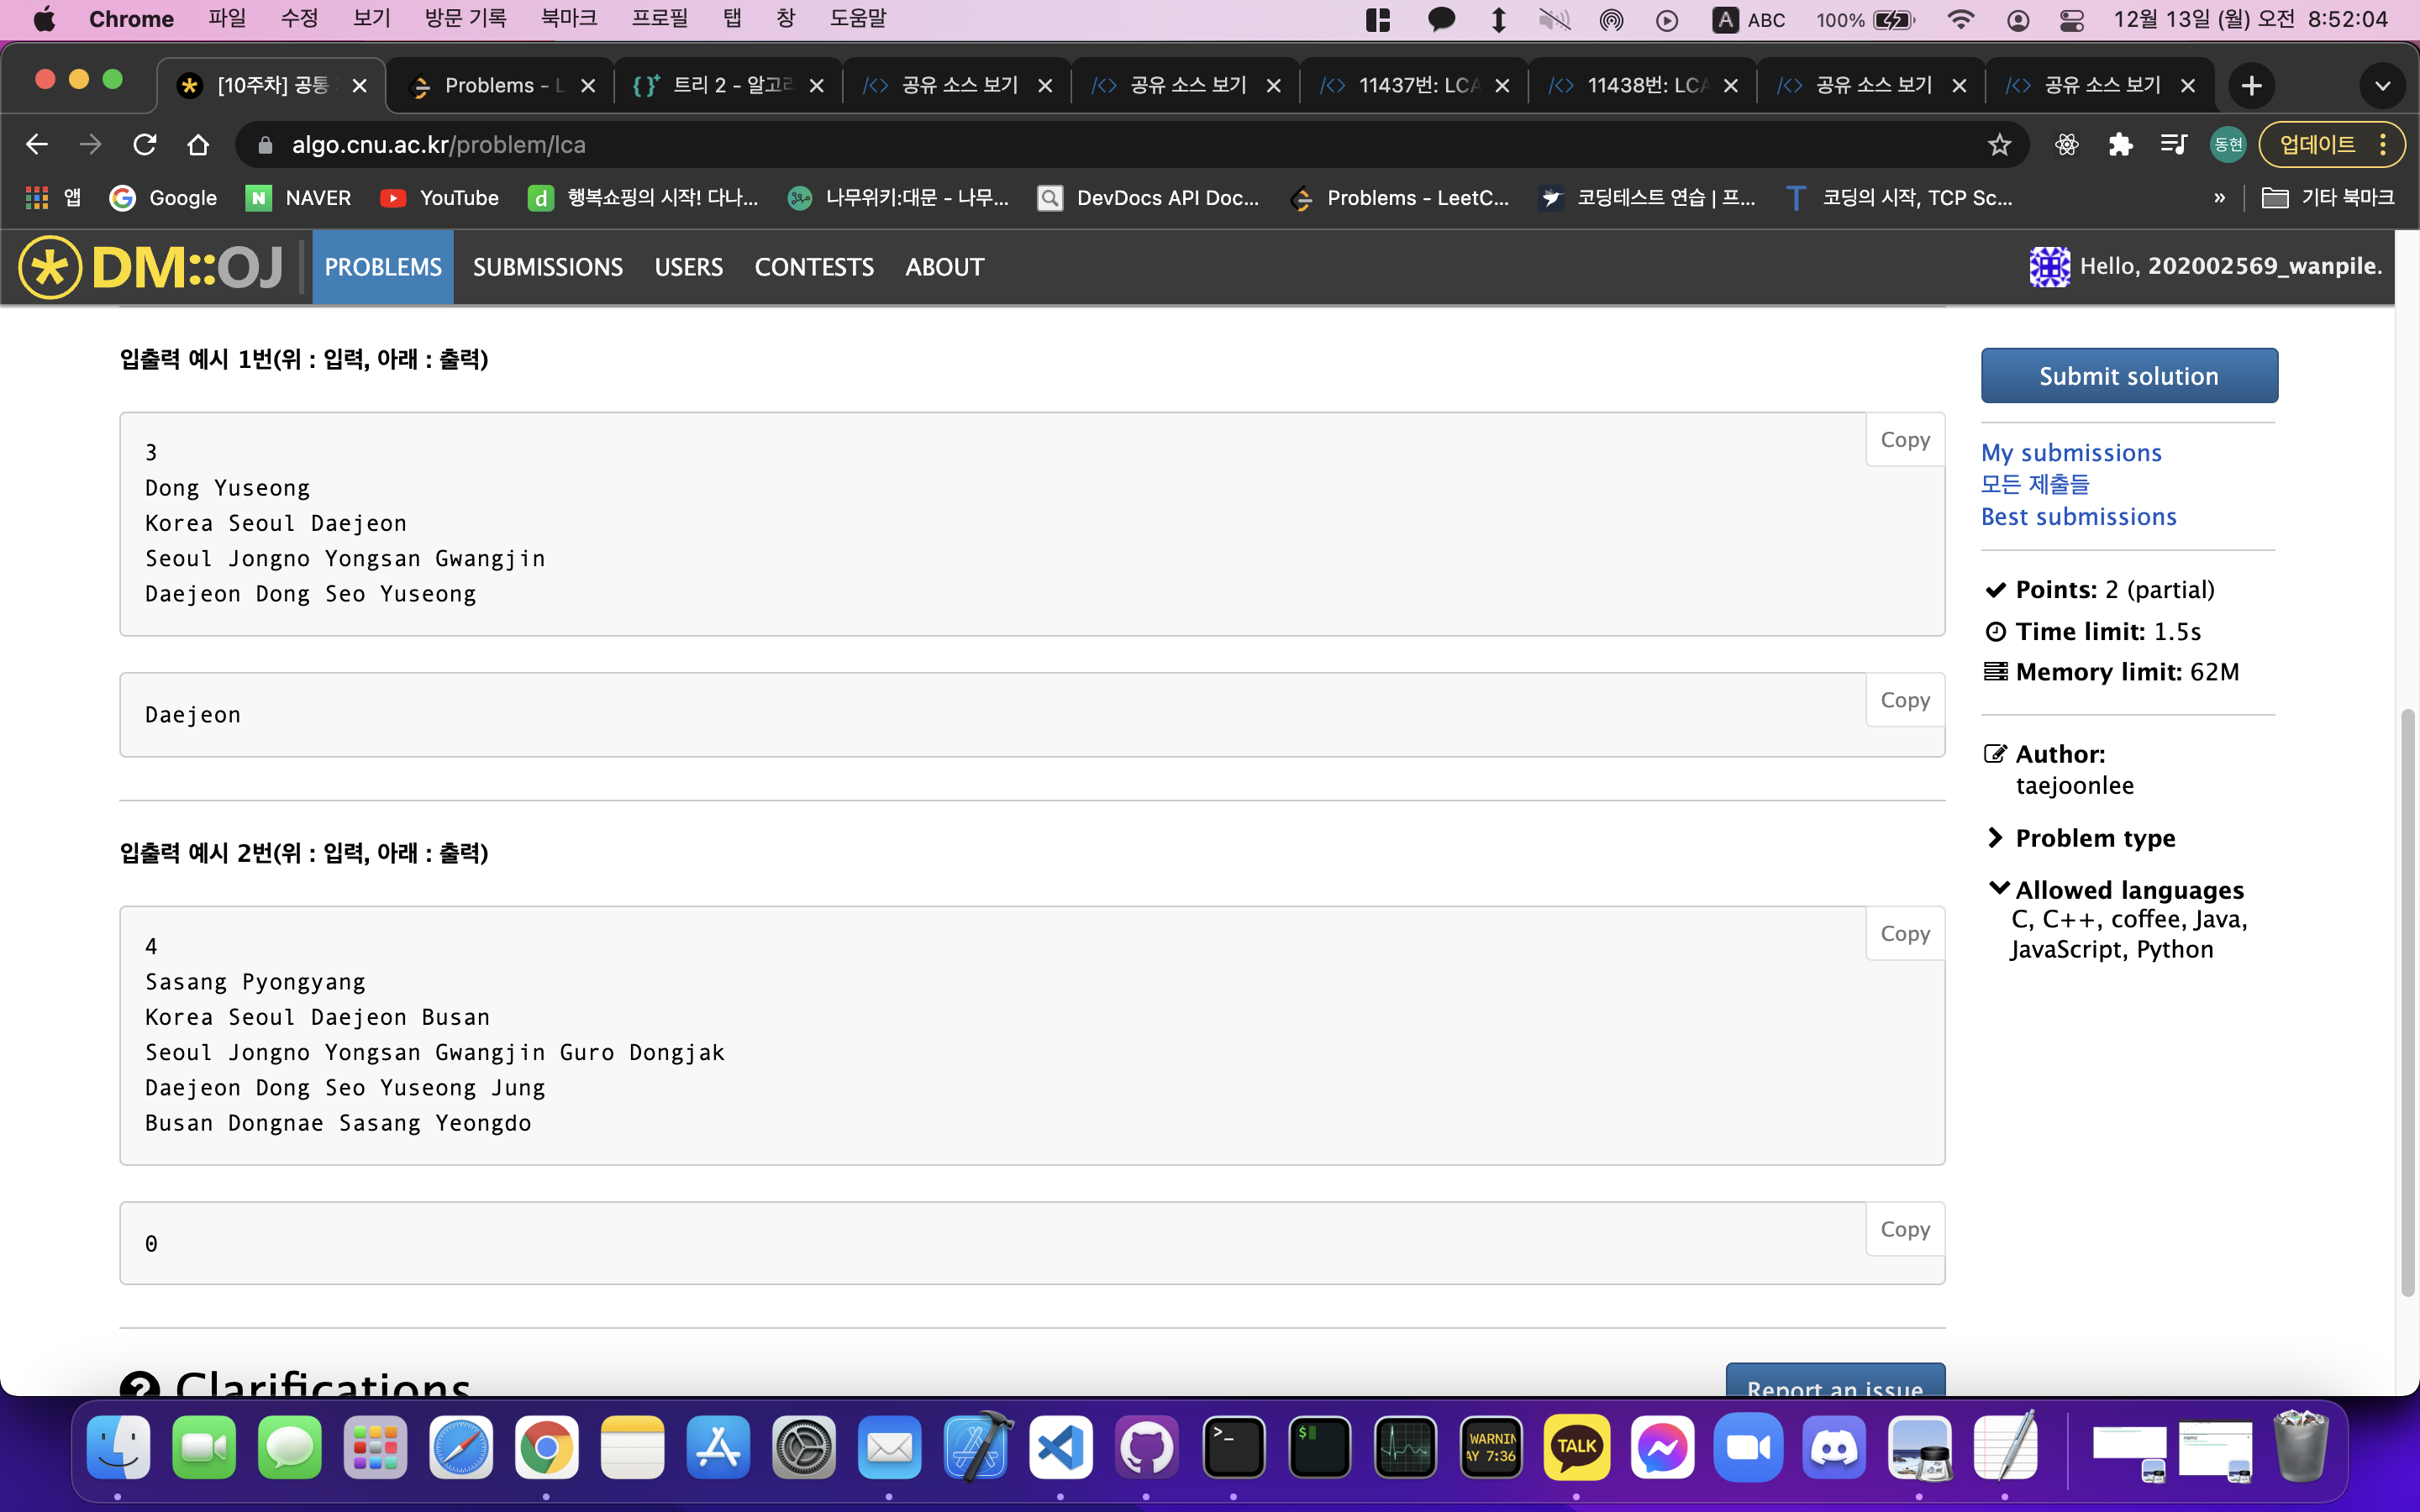 Chrome 파일 수정 보기 방문 기록 북마크 프로필 탭 창 도움말 A ABC 100% 12월 13일 (월) 오전 8:52:04
[10주차] 공통 Problems - L 트리 2 - 알고리 공유 소스 보기 공유 소스 보기 11437번: LCA 11438번: LCA 공유 소스 보기 공유 소스 보기
algo.cnu.ac.kr/problem/lca 동현 업데이트
앱 Google NAVER YouTube 행복쇼핑의 시작! 다나... 나무위키:대문 - 나무... DevDocs API Doc... Problems - LeetC... 코딩테스트 연습 | 프... 코딩의 시작, TCP Sc... » 기타 북마크
DM::OJ PROBLEMS SUBMISSIONS USERS CONTESTS ABOUT Hello, 202002569_wanpile.
입출력 예시 1번(위 : 입력, 아래 : 출력)
Copy
3
Dong Yuseong
Korea Seoul Daejeon
Seoul Jongno Yongsan Gwangjin
Daejeon Dong Seo Yuseong
Copy
Daejeon
입출력 예시 2번(위 : 입력, 아래 : 출력)
Copy
4
Sasang Pyongyang
Korea Seoul Daejeon Busan
Seoul Jongno Yongsan Gwangjin Guro Dongjak
Daejeon Dong Seo Yuseong Jung
Busan Dongnae Sasang Yeongdo
Copy
0
Clarifications
Report an issue
Submit solution
My submissions
모든 제출들
Best submissions
Points: 2 (partial)
Time limit: 1.5s
Memory limit: 62M
Author:
taejoonlee
Problem type
Allowed languages
C, C++, coffee, Java,
JavaScript, Python
WARNIN
AY 7:36
TALK